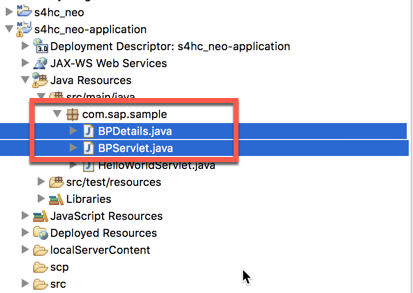 s4hc_neo
s4hc_neo-application
Deployment Descriptor: s4hc_neo-application
JAX-WS Web Services
Java Resources
src/main/java
com.sap.sample
BPDetails.java
BPServlet.java
HelloWorldServlet.java
src/test/resources
Libraries
JavaScript Resources
Deployed Resources
localServerContent
scp
src